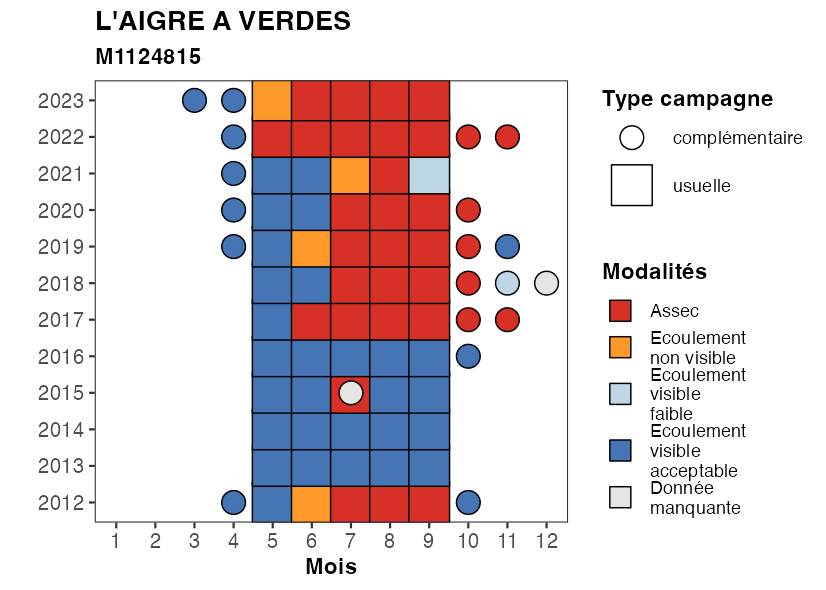 L'AIGRE A VERDES
M1124815
2023
2022
2021
2020
2019
2018
2017
2016
2015
2014
2013
2012
1 2 3 4 5 6 7 8 9 10 11 12
Mois
Type campagne
complémentaire
usuelle
Modalités
Assec
Ecoulement
non visible
Ecoulement
visible
faible
Ecoulement
visible
acceptable
Donnée
manquante